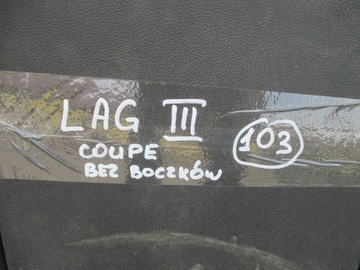 LAG III
103
COUPE
BEZ BOCZKÓW